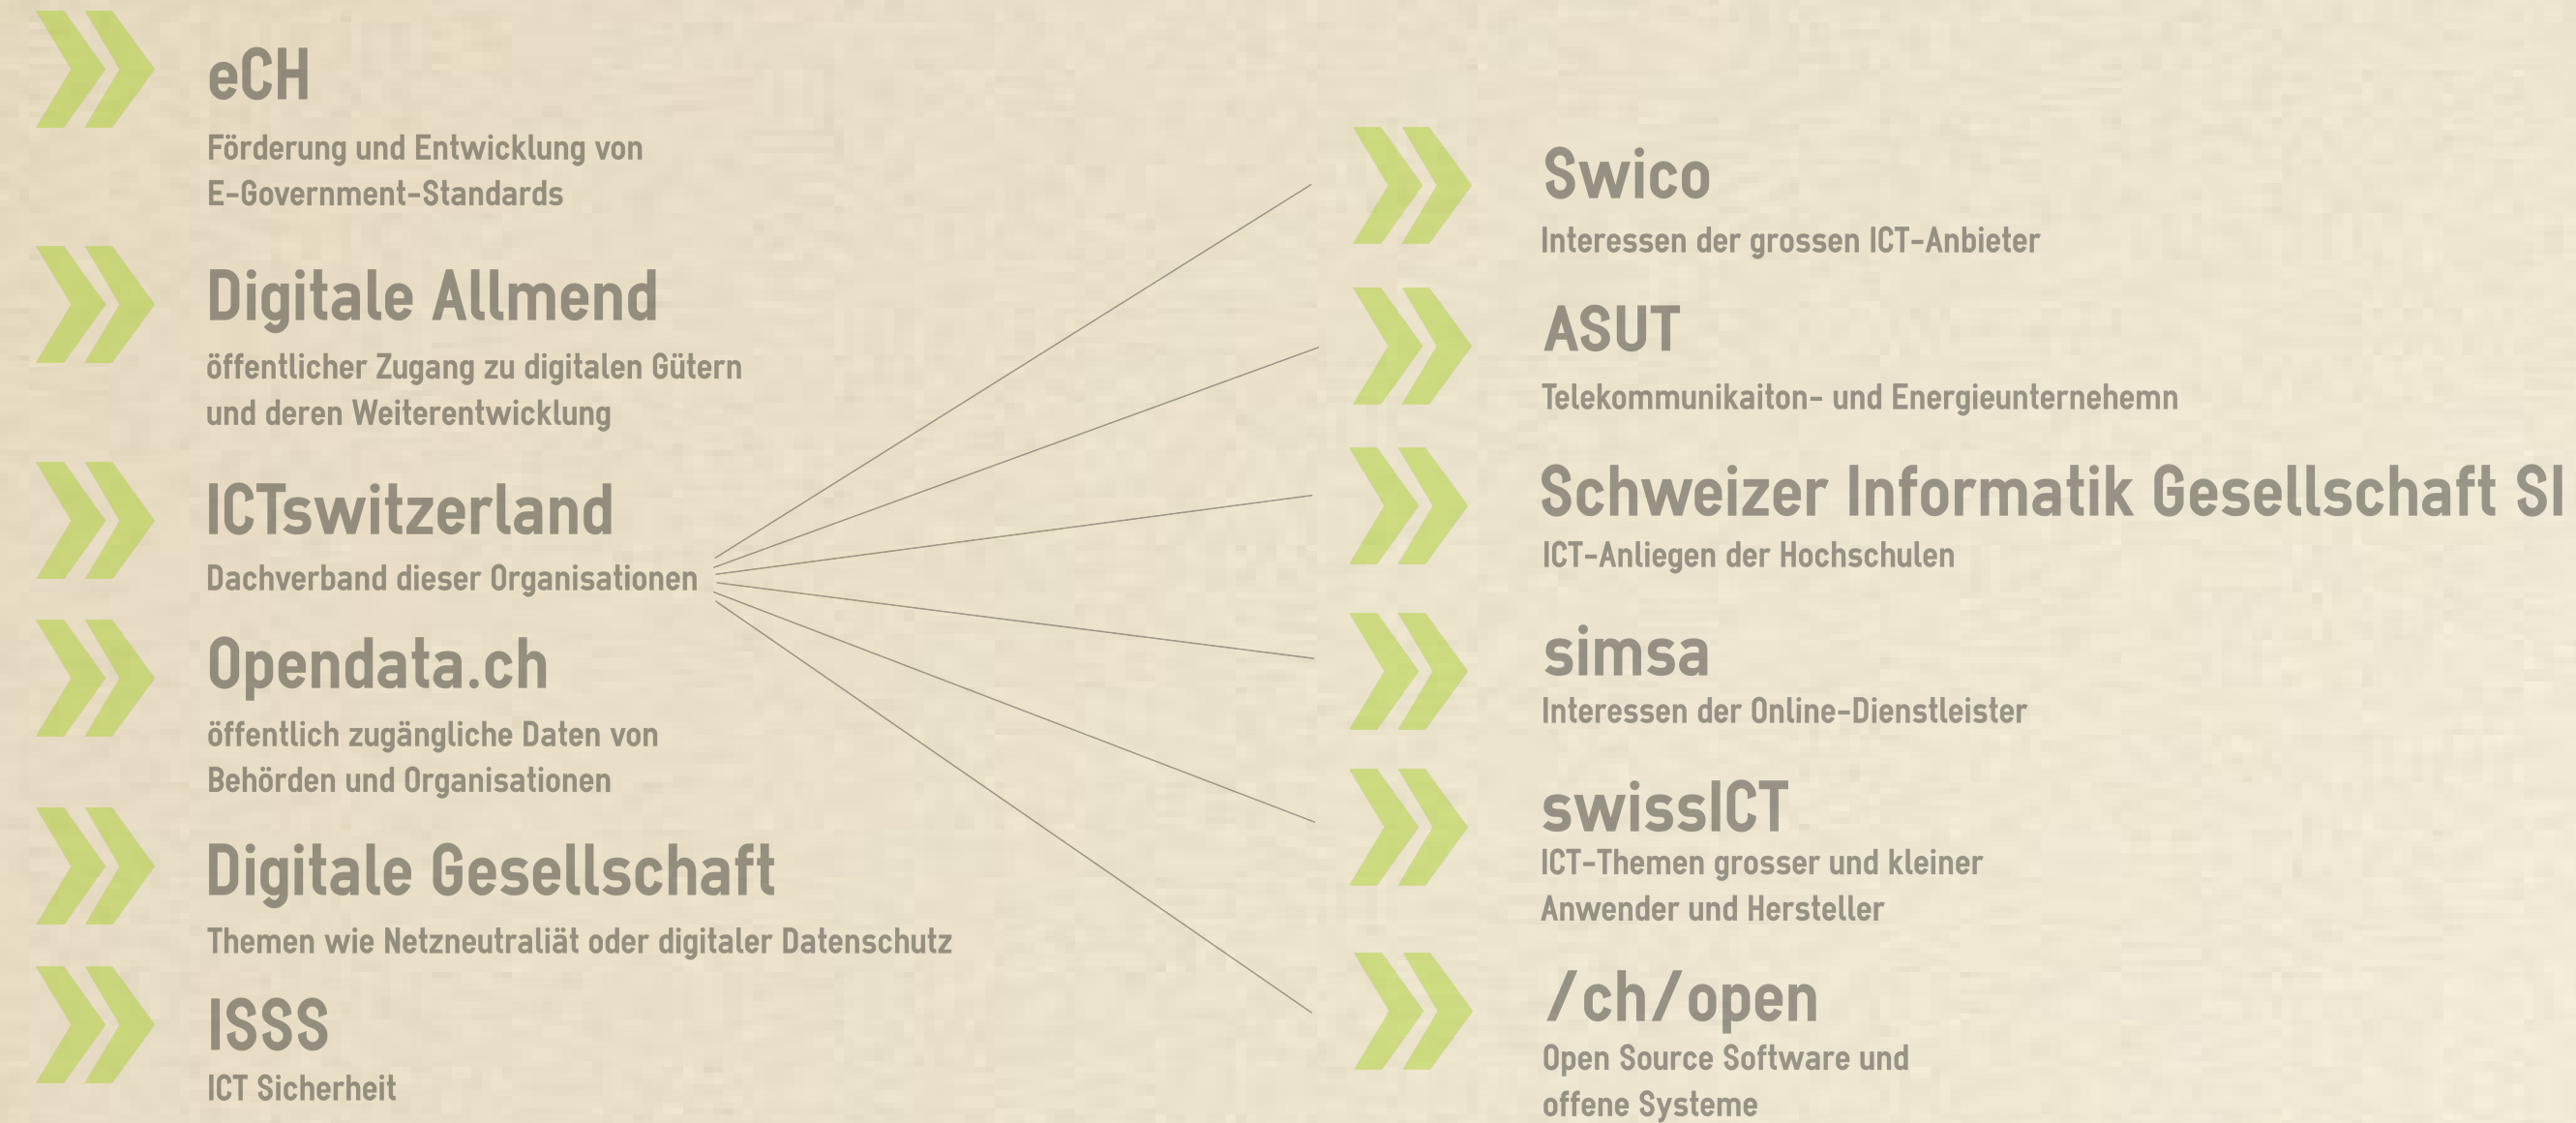 eCH
Förderung und Entwicklung von
E-Government-Standards
Digitale Allmend
öffentlicher Zugang zu digitalen Gütern
und deren Weiterentwicklung
ICTswitzerland
Dachverband dieser Organisationen
Opendata.ch
öffentlich zugängliche Daten von
Behörden und Organisationen
Digitale Gesellschaft
Themen wie Netzneutraliät oder digitaler Datenschutz
ISSS
ICT Sicherheit
Swico
Interessen der grossen ICT-Anbieter
ASUT
Telekommunikaiton- und Energieunternehemn
Schweizer Informatik Gesellschaft SI
ICT-Anliegen der Hochschulen
simsa
Interessen der Online-Dienstleister
swissICT
ICT-Themen grosser und kleiner
Anwender und Hersteller
/ch/open
Open Source Software und
offene Systeme